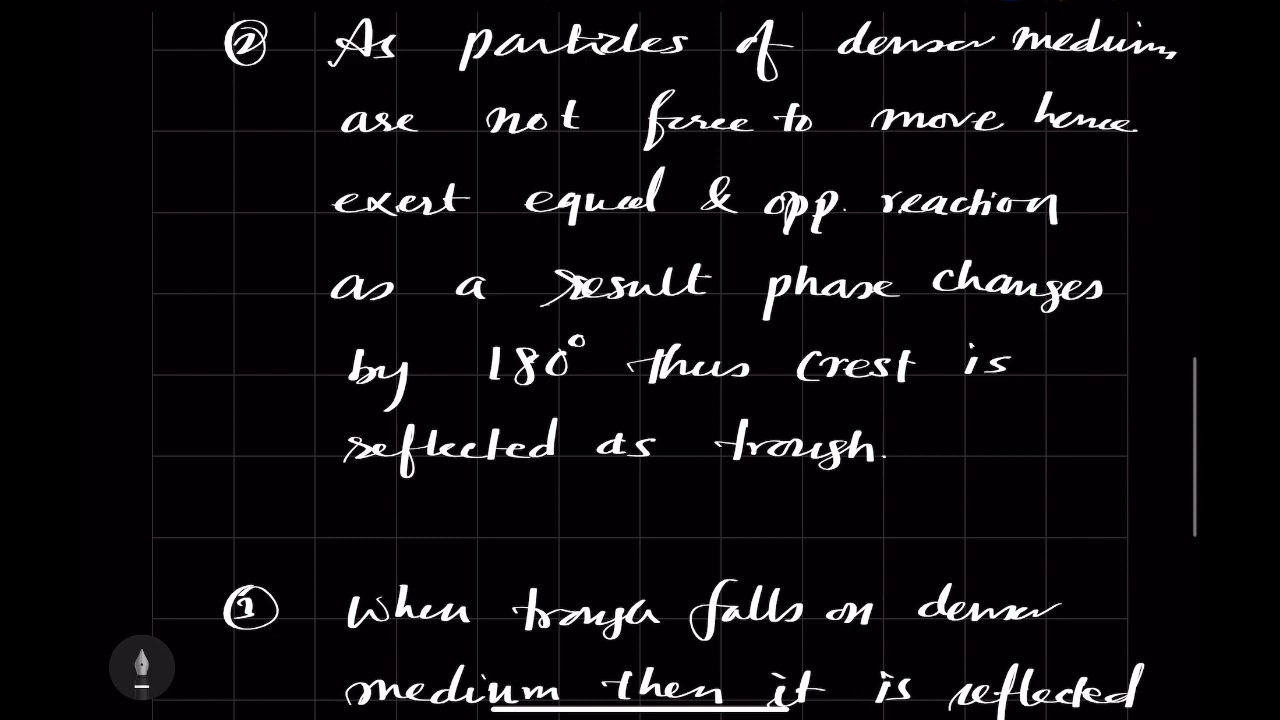 ② As particles of denser medium
are not force to move hence
exert equal & opp. reaction
as a result phase changes
by 180° thus crest is
reflected as trough.
① When trough falls on denser
medium then it is reflected